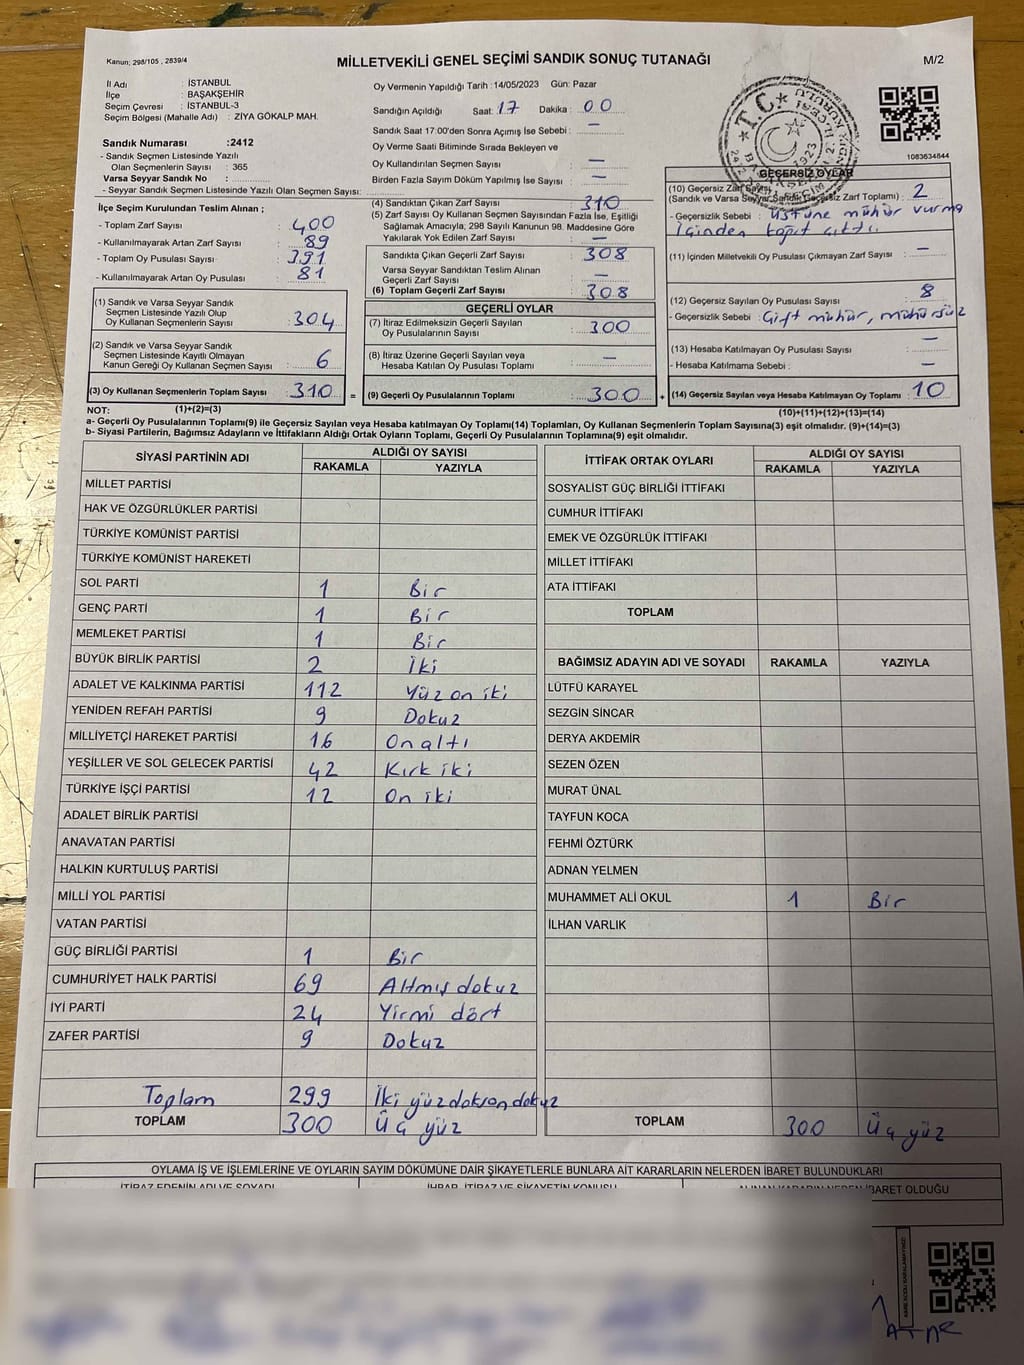 Kanun; 298/105 , 2839/4
MİLLETVEKİLİ GENEL SEÇİMİ SANDIK SONUÇ TUTANAĞI
M/2
İl Adı : İSTANBUL
İlçe : BAŞAKŞEHİR
Seçim Çevresi : İSTANBUL-3
Seçim Bölgesi (Mahalle Adı) : ZİYA GÖKALP MAH.
Sandık Numarası :2412
- Sandık Seçmen Listesinde Yazılı
Olan Seçmenlerin Sayısı : 365
Varsa Seyyar Sandık No :
- Seyyar Sandık Seçmen Listesinde Yazılı Olan Seçmen Sayısı:
İlçe Seçim Kurulundan Teslim Alınan ;
- Toplam Zarf Sayısı : 400
- Kullanılmayarak Artan Zarf Sayısı : 89
- Toplam Oy Pusulası Sayısı : 391
- Kullanılmayarak Artan Oy Pusulası : 81
(1) Sandık ve Varsa Seyyar Sandık
Seçmen Listesinde Yazılı Olup
Oy Kullanan Seçmenlerin Sayısı : 304
(2) Sandık ve Varsa Seyyar Sandık
Seçmen Listesinde Kayıtlı Olmayan
Kanun Gereği Oy Kullanan Seçmen Sayısı : 6
(3) Oy Kullanan Seçmenlerin Toplam Sayısı : 310
Oy Vermenin Yapıldığı Tarih :14/05/2023 Gün: Pazar
Sandığın Açıldığı Saat: 17 Dakika : 00
Sandık Saat 17:00'den Sonra Açımış İse Sebebi : —
Oy Verme Saati Bitiminde Sırada Bekleyen ve
Oy Kullandırılan Seçmen Sayısı : —
Birden Fazla Sayım Döküm Yapılmış İse Sayısı : —
(4) Sandıktan Çıkan Zarf Sayısı : 310
(5) Zarf Sayısı Oy Kullanan Seçmen Sayısından Fazla İse, Eşitliği
Sağlamak Amacıyla, 298 Sayılı Kanunun 98. Maddesine Göre
Yakılarak Yok Edilen Zarf Sayısı : —
Sandıkta Çıkan Geçerli Zarf Sayısı : 308
Varsa Seyyar Sandıktan Teslim Alınan
Geçerli Zarf Sayısı : —
(6) Toplam Geçerli Zarf Sayısı : 308
GEÇERLİ OYLAR
(7) İtiraz Edilmeksizin Geçerli Sayılan
Oy Pusulalarının Sayısı : 300
(8) İtiraz Üzerine Geçerli Sayılan veya
Hesaba Katılan Oy Pusulası Toplamı : —
= (9) Geçerli Oy Pusulalarının Toplamı : 300 +
1083634844
GEÇERSİZ OYLAR
(10) Geçersiz Zarf Sayısı
(Sandık ve Varsa Seyyar Sandık Geçersiz Zarf Toplamı) : 2
- Geçersizlik Sebebi : üstüne mühür vurma
içinden kağıt çıktı.
(11) İçinden Milletvekili Oy Pusulası Çıkmayan Zarf Sayısı : —
(12) Geçersiz Sayılan Oy Pusulası Sayısı : 8
- Geçersizlik Sebebi : Çift mühür, mühürsüz
(13) Hesaba Katılmayan Oy Pusulası Sayısı : —
- Hesaba Katılmama Sebebi : —
(14) Geçersiz Sayılan veya Hesaba Katılmayan Oy Toplamı : 10
NOT: (1)+(2)=(3)
(10)+(11)+(12)+(13)=(14)
a- Geçerli Oy Pusulalarının Toplamı(9) ile Geçersiz Sayılan veya Hesaba katılmayan Oy Toplamı(14) Toplamları, Oy Kullanan Seçmenlerin Toplam Sayısına(3) eşit olmalıdır. (9)+(14)=(3)
b- Siyasi Partilerin, Bağımsız Adayların ve İttifakların Aldığı Ortak Oyların Toplamı, Geçerli Oy Pusulalarının Toplamına(9) eşit olmalıdır.
SİYASİ PARTİNİN ADI ALDIĞI OY SAYISI
RAKAMLA YAZIYLA
MİLLET PARTİSİ
HAK VE ÖZGÜRLÜKLER PARTİSİ
TÜRKİYE KOMÜNİST PARTİSİ
TÜRKİYE KOMÜNİST HAREKETİ
SOL PARTİ 1 Bir
GENÇ PARTİ 1 Bir
MEMLEKET PARTİSİ 1 Bir
BÜYÜK BİRLİK PARTİSİ 2 İki
ADALET VE KALKINMA PARTİSİ 112 Yüz on iki
YENİDEN REFAH PARTİSİ 9 Dokuz
MİLLİYETÇİ HAREKET PARTİSİ 16 On altı
YEŞİLLER VE SOL GELECEK PARTİSİ 42 Kırk iki
TÜRKİYE İŞÇİ PARTİSİ 12 On iki
ADALET BİRLİK PARTİSİ
ANAVATAN PARTİSİ
HALKIN KURTULUŞ PARTİSİ
MİLLİ YOL PARTİSİ
VATAN PARTİSİ
GÜÇ BİRLİĞİ PARTİSİ 1 Bir
CUMHURİYET HALK PARTİSİ 69 Altmış dokuz
İYİ PARTİ 24 Yirmi dört
ZAFER PARTİSİ 9 Dokuz
Toplam 299 İki yüz doksan dokuz
TOPLAM 300 Üç yüz
İTTİFAK ORTAK OYLARI ALDIĞI OY SAYISI
RAKAMLA YAZIYLA
SOSYALİST GÜÇ BİRLİĞİ İTTİFAKI
CUMHUR İTTİFAKI
EMEK VE ÖZGÜRLÜK İTTİFAKI
MİLLET İTTİFAKI
ATA İTTİFAKI
TOPLAM
BAĞIMSIZ ADAYIN ADI VE SOYADI RAKAMLA YAZIYLA
LÜTFÜ KARAYEL
SEZGİN SİNCAR
DERYA AKDEMİR
SEZEN ÖZEN
MURAT ÜNAL
TAYFUN KOCA
FEHMİ ÖZTÜRK
ADNAN YELMEN
MUHAMMET ALİ OKUL 1 Bir
İLHAN VARLIK
TOPLAM 300 Üç yüz
OYLAMA İŞ VE İŞLEMLERİNE VE OYLARIN SAYIM DÖKÜMÜNE DAİR ŞİKAYETLERLE BUNLARA AİT KARARLARIN NELERDEN İBARET BULUNDUKLARI
İTİRAZ EDENİN ADI VE SOYADI İHBAR, İTİRAZ VE ŞİKAYETİN KONUSU ALINAN KARARIN NEDEN İBARET OLDUĞU